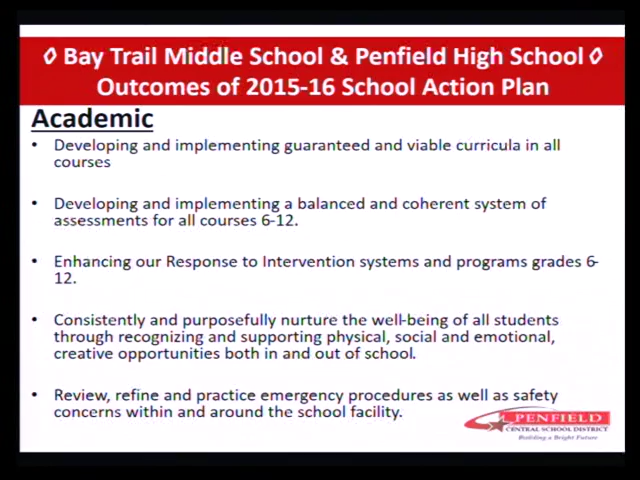 ◊ Bay Trail Middle School & Penfield High School ◊
Outcomes of 2015-16 School Action Plan
Academic
• Developing and implementing guaranteed and viable curricula in all
courses
• Developing and implementing a balanced and coherent system of
assessments for all courses 6-12.
• Enhancing our Response to Intervention systems and programs grades 6-
12.
• Consistently and purposefully nurture the well-being of all students
through recognizing and supporting physical, social and emotional,
creative opportunities both in and out of school.
• Review, refine and practice emergency procedures as well as safety
concerns within and around the school facility.
PENFIELD
CENTRAL SCHOOL DISTRICT
Building a Bright Future